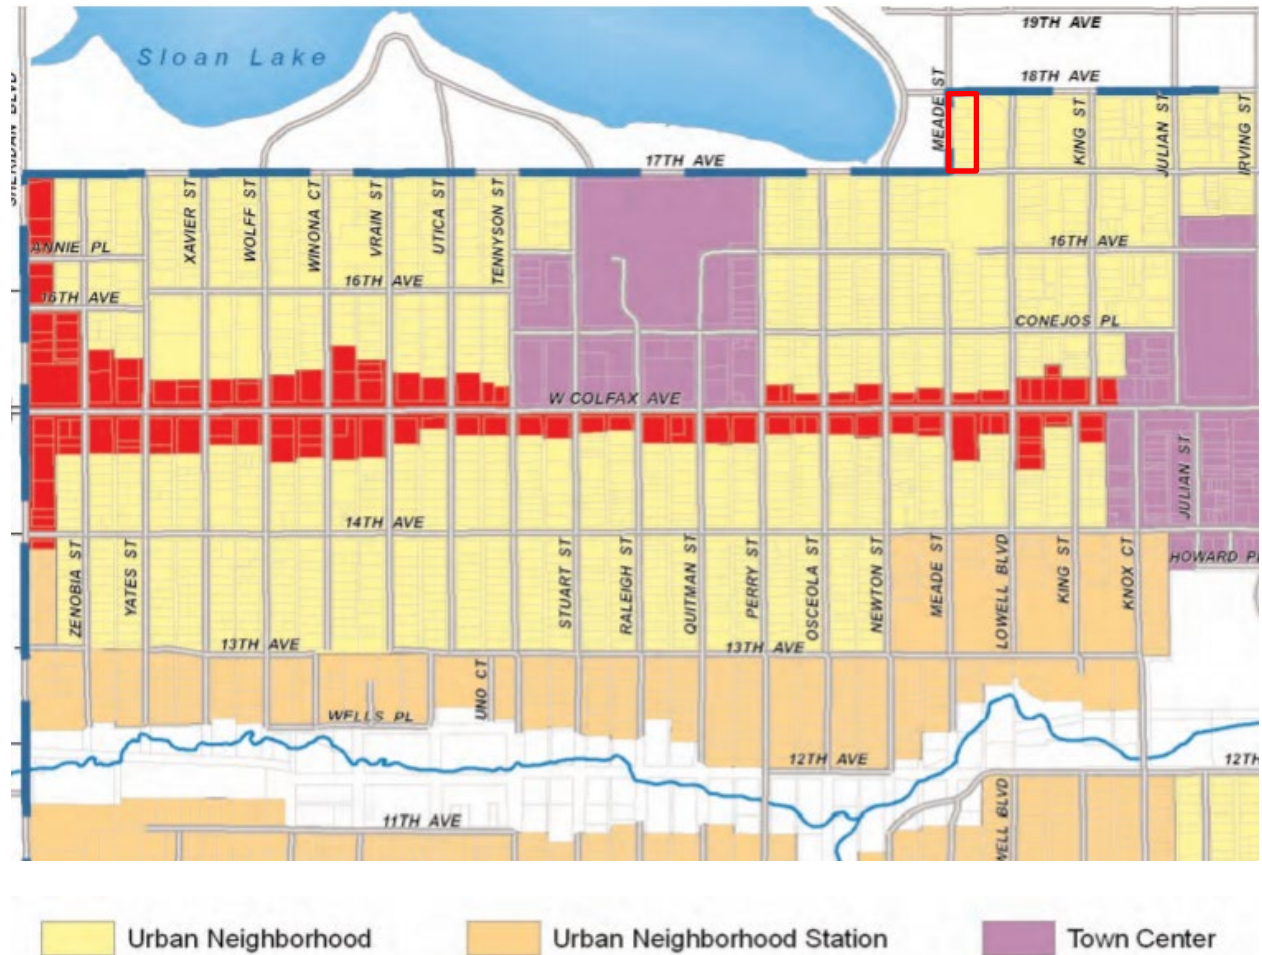 19TH AVE
Sloan Lake
18TH AVE
SHERIDAN BLVD
MEADE ST
KING ST
JULIAN ST
IRVING ST
17TH AVE
XAVIER ST
WOLFF ST
WINONA CT
VRAIN ST
UTICA ST
TENNYSON ST
ANNIE PL
16TH AVE
16TH AVE
16TH AVE
CONEJOS PL
W COLFAX AVE
JULIAN ST
14TH AVE
ZENOBIA ST
YATES ST
STUART ST
RALEIGH ST
QUITMAN ST
PERRY ST
OSCEOLA ST
NEWTON ST
MEADE ST
LOWELL BLVD
KING ST
KNOX CT
HOWARD PL
13TH AVE
13TH AVE
UNO CT
WELLS PL
12TH AVE
12TH
WELL BLVD
11TH AVE
Urban Neighborhood
Urban Neighborhood Station
Town Center